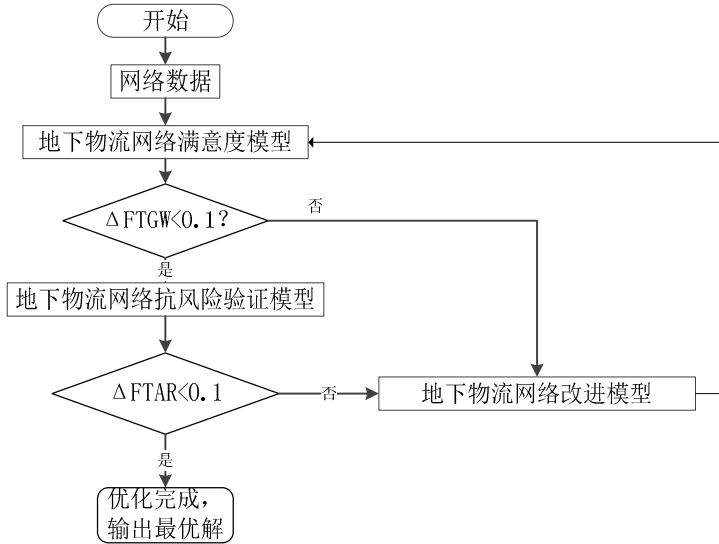 开始
网络数据
地下物流网络满意度模型
ΔFTGW<0.1?
否
是
地下物流网络抗风险验证模型
ΔFTAR<0.1
否
地下物流网络改进模型
是
优化完成,
输出最优解